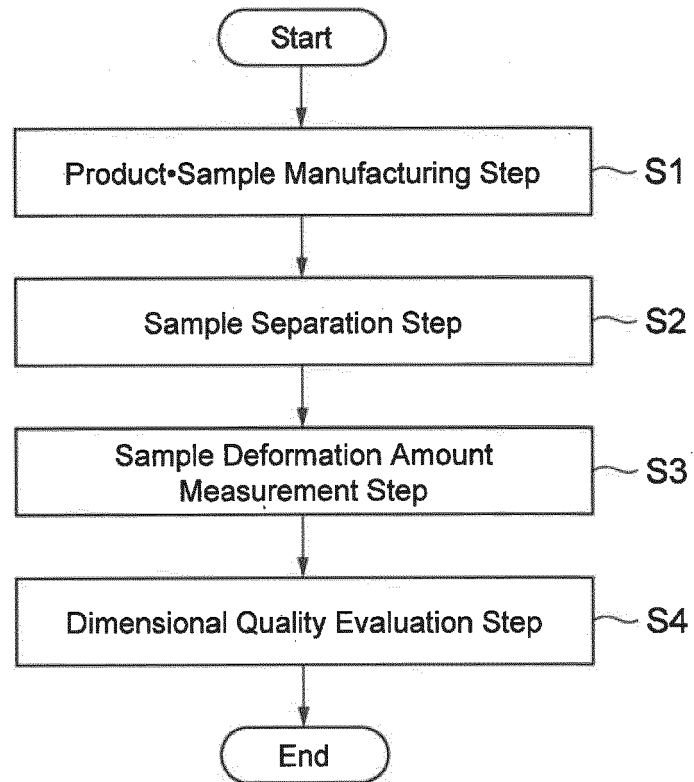 Start
Product•Sample Manufacturing Step
S1
Sample Separation Step
S2
Sample Deformation Amount
Measurement Step
S3
Dimensional Quality Evaluation Step
S4
End